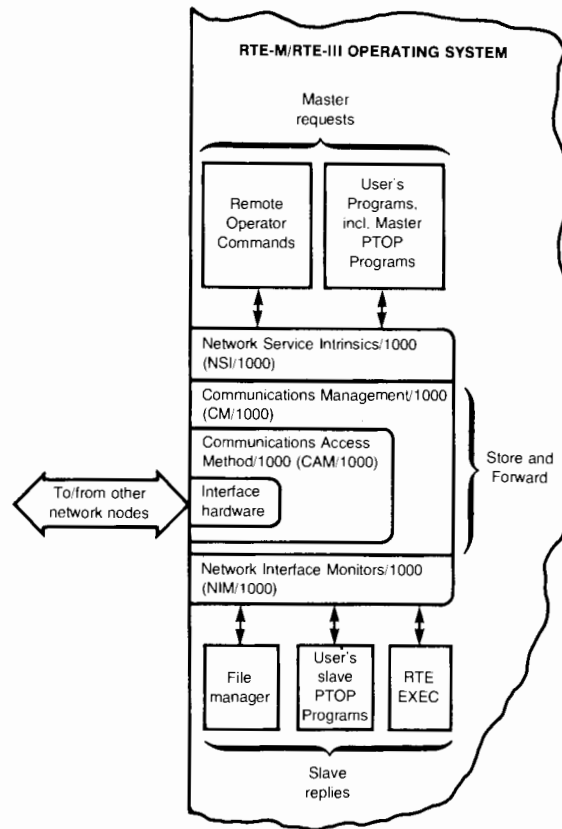 RTE-M/RTE-III OPERATING SYSTEM
Master
requests
Remote
Operator
Commands
User's
Programs,
incl. Master
PTOP
Programs
Network Service Intrinsics/1000
(NSI/1000)
Communications Management/1000
(CM/1000)
Communications Access
Method/1000 (CAM/1000)
Interface
hardware
Store and
Forward
To/from other
network nodes
Network Interface Monitors/1000
(NIM/1000)
File
manager
User's
slave
PTOP
Programs
RTE
EXEC
Slave
replies